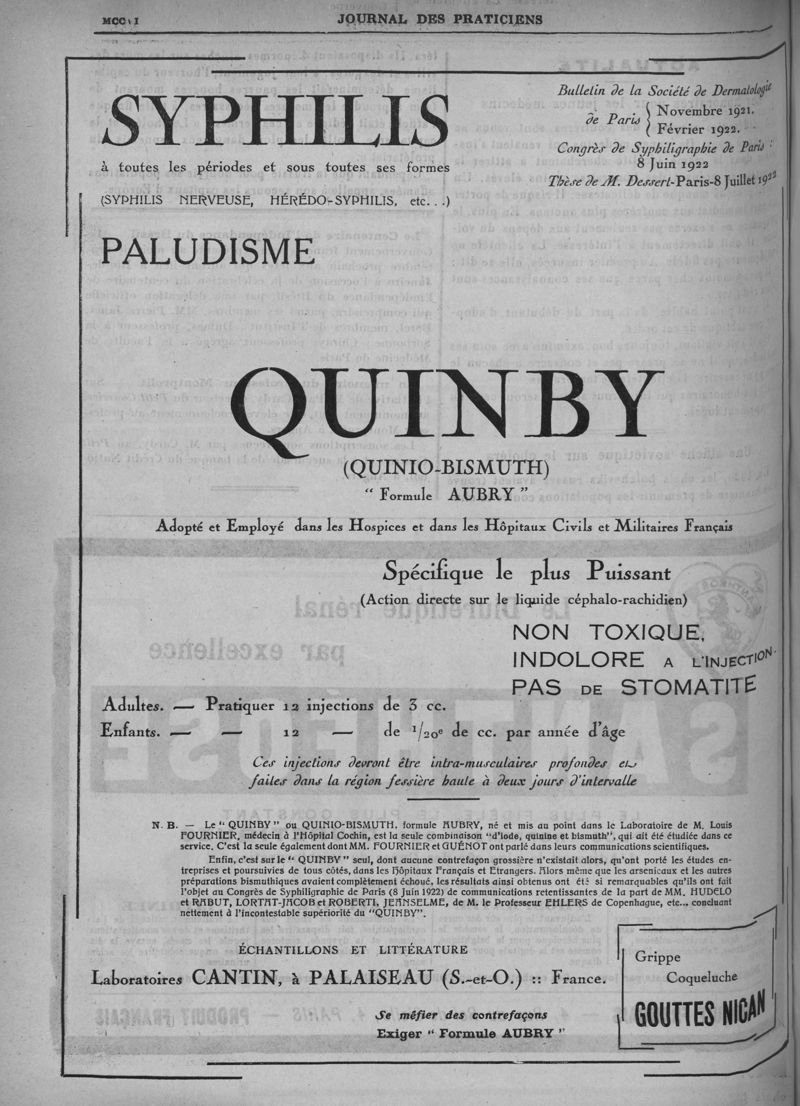 MCCVI
JOURNAL DES PRATICIENS
SYPHILIS
à toutes les périodes et sous toutes ses formes
(SYPHILIS NERVEUSE, HÉRÉDO-SYPHILIS, etc...)
Bulletin de la Société de Dermatologie
de Paris { Novembre 1921.
Février 1922.
Congrès de Syphiligraphie de Paris :
8 Juin 1922
Thèse de M. Dessert-Paris-8 Juillet 1922
PALUDISME
QUINBY
(QUINIO-BISMUTH)
“ Formule AUBRY ”
Adopté et Employé dans les Hospices et dans les Hôpitaux Civils et Militaires Français
Spécifique le plus Puissant
(Action directe sur le liquide céphalo-rachidien)
NON TOXIQUE,
INDOLORE A L'INJECTION
PAS DE STOMATITE
Adultes. — Pratiquer 12 injections de 3 cc.
Enfants. — — 12 — de 1/20e de cc. par année d'âge
Ces injections devront être intra-musculaires profondes et
faites dans la région fessière haute à deux jours d'intervalle
N. B. — Le “ QUINBY ” ou QUINIO-BISMUTH, formule AUBRY, né et mis au point dans le Laboratoire de M. Louis
FOURNIER, médecin à l'Hôpital Cochin, est la seule combinaison “d'iode, quinine et bismuth”, qui ait été étudiée dans ce
service. C'est la seule également dont MM. FOURNIER et GUÉNOT ont parlé dans leurs communications scientifiques.
Enfin, c'est sur le “ QUINBY ” seul, dont aucune contrefaçon grossière n'existait alors, qu'ont porté les études en-
treprises et poursuivies de tous côtés, dans les Hôpitaux Français et Etrangers. Alors même que les arsenicaux et les autres
préparations bismuthiques avaient complètement échoué, les résultats ainsi obtenus ont été si remarquables qu'ils ont fait
l'objet au Congrès de Syphiligraphie de Paris (8 Juin 1922) de communications retentissantes de la part de MM. HUDELO
et RABUT, LORTAT-JACOB et ROBERTI, JEANSELME, de M. le Professeur EHLERS de Copenhague, etc.., concluant
nettement à l'incontestable supériorité du “QUINBY”.
ÉCHANTILLONS ET LITTÉRATURE
Laboratoires CANTIN, à PALAISEAU (S.-et-O.) :: France.
Se méfier des contrefaçons
Exiger “ Formule AUBRY ”
Grippe
Coqueluche
GOUTTES NICAN